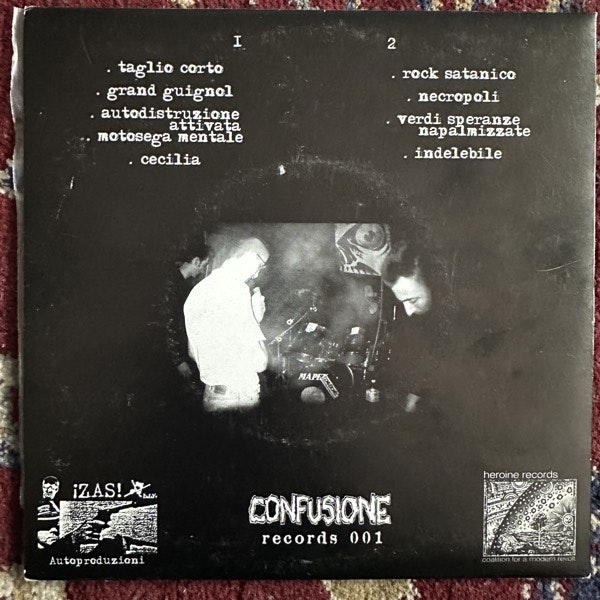 1
. taglio corto
. grand guignol
. autodistruzione
attivata
. motosega mentale
. cecilia
2
. rock satanico
. necropoli
. verdi speranze
napalmizzate
. indelebile
MAPEX
¡ZAS!
Autoproduzioni
CONFUSIONE
records 001
heroine records
coalition for a modern revolt